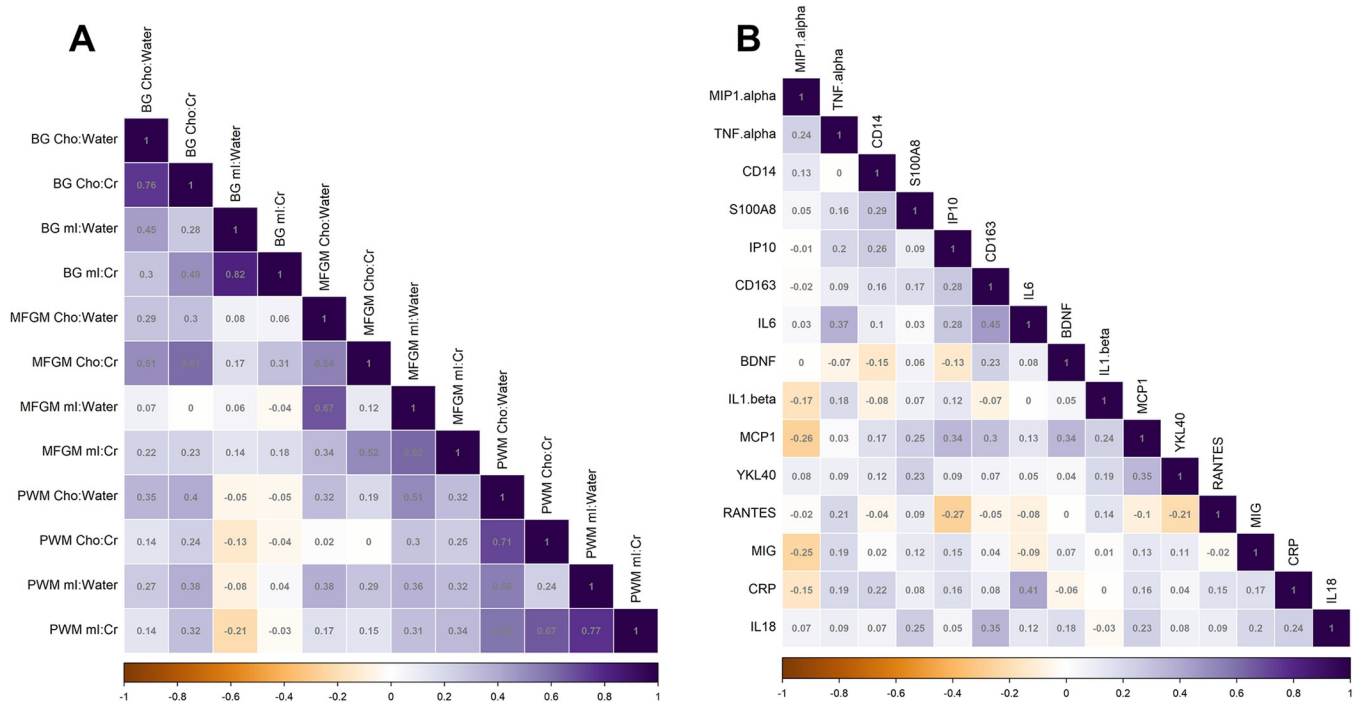 A
BG Cho:Water
BG Cho:Cr
BG mI:Water
BG mI:Cr
MFGM Cho:Water
MFGM Cho:Cr
MFGM mI:Water
MFGM mI:Cr
PWM Cho:Water
PWM Cho:Cr
PWM mI:Water
PWM mI:Cr
BG Cho:Water 1
BG Cho:Cr 0.76 1
BG mI:Water 0.45 0.28 1
BG mI:Cr 0.3 0.49 0.82 1
MFGM Cho:Water 0.29 0.3 0.08 0.06 1
MFGM Cho:Cr 0.51 0.17 0.31 0.54 1
MFGM mI:Water 0.07 0 0.06 -0.04 0.67 0.12 1
MFGM mI:Cr 0.22 0.23 0.14 0.18 0.34 0.52 0.62 1
PWM Cho:Water 0.35 0.4 -0.05 -0.05 0.32 0.19 0.51 0.32 1
PWM Cho:Cr 0.14 0.24 -0.13 -0.04 0.02 0 0.3 0.25 0.71 1
PWM mI:Water 0.27 0.38 -0.08 0.04 0.38 0.29 0.36 0.32 0.24 1
PWM mI:Cr 0.14 0.32 -0.21 -0.03 0.17 0.15 0.31 0.34 0.67 0.77 1
-1 -0.8 -0.6 -0.4 -0.2 0 0.2 0.4 0.6 0.8 1
B
MIP1.alpha
TNF.alpha
CD14
S100A8
IP10
CD163
IL6
BDNF
IL1.beta
MCP1
YKL40
RANTES
MIG
CRP
IL18
MIP1.alpha 1
TNF.alpha 0.24 1
CD14 0.13 0 1
S100A8 0.05 0.16 0.29 1
IP10 -0.01 0.2 0.26 0.09 1
CD163 -0.02 0.09 0.16 0.17 0.28 1
IL6 0.03 0.37 0.1 0.03 0.28 0.45 1
BDNF 0 -0.07 -0.15 0.06 -0.13 0.23 0.08 1
IL1.beta -0.17 0.18 -0.08 0.07 0.12 -0.07 0 0.05 1
MCP1 -0.26 0.03 0.17 0.25 0.34 0.3 0.13 0.34 0.24 1
YKL40 0.08 0.09 0.12 0.23 0.09 0.07 0.05 0.04 0.19 0.35 1
RANTES -0.02 0.21 -0.04 0.09 -0.27 -0.05 -0.08 0 0.14 -0.1 -0.21 1
MIG -0.25 0.19 0.02 0.12 0.15 0.04 -0.09 0.07 0.01 0.13 0.11 -0.02 1
CRP -0.15 0.19 0.22 0.08 0.16 0.08 0.41 -0.06 0 0.16 0.04 0.15 0.17 1
IL18 0.07 0.09 0.07 0.25 0.05 0.35 0.12 0.18 -0.03 0.23 0.08 0.09 0.2 0.24 1
-1 -0.8 -0.6 -0.4 -0.2 0 0.2 0.4 0.6 0.8 1